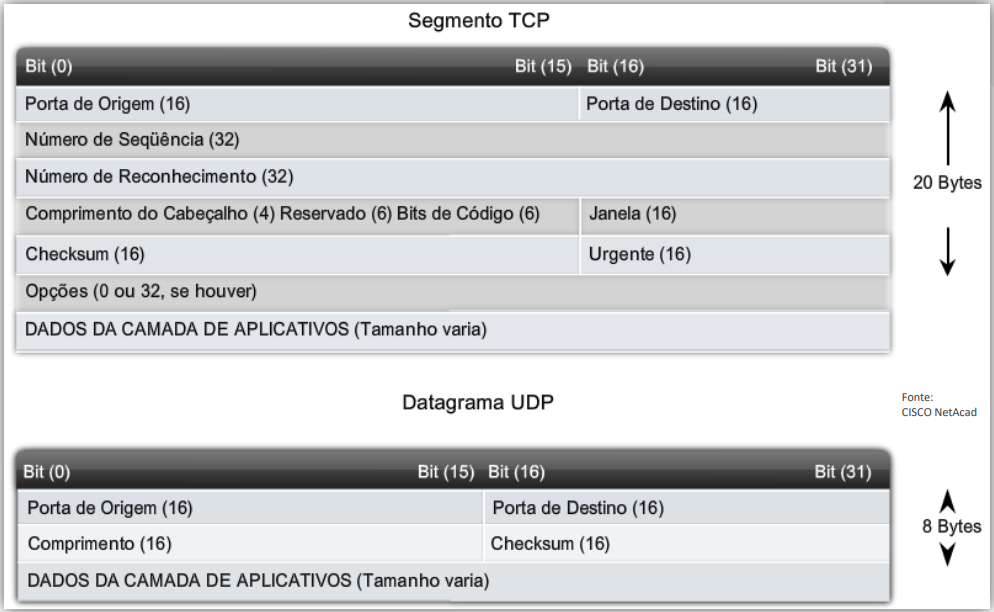 Segmento TCP
Bit (0) Bit (15) Bit (16) Bit (31)
Porta de Origem (16) Porta de Destino (16)
Número de Seqüência (32)
Número de Reconhecimento (32)
20 Bytes
Comprimento do Cabeçalho (4) Reservado (6) Bits de Código (6) Janela (16)
Checksum (16) Urgente (16)
Opções (0 ou 32, se houver)
DADOS DA CAMADA DE APLICATIVOS (Tamanho varia)
Datagrama UDP
Fonte:
CISCO NetAcad
Bit (0) Bit (15) Bit (16) Bit (31)
Porta de Origem (16) Porta de Destino (16)
8 Bytes
Comprimento (16) Checksum (16)
DADOS DA CAMADA DE APLICATIVOS (Tamanho varia)